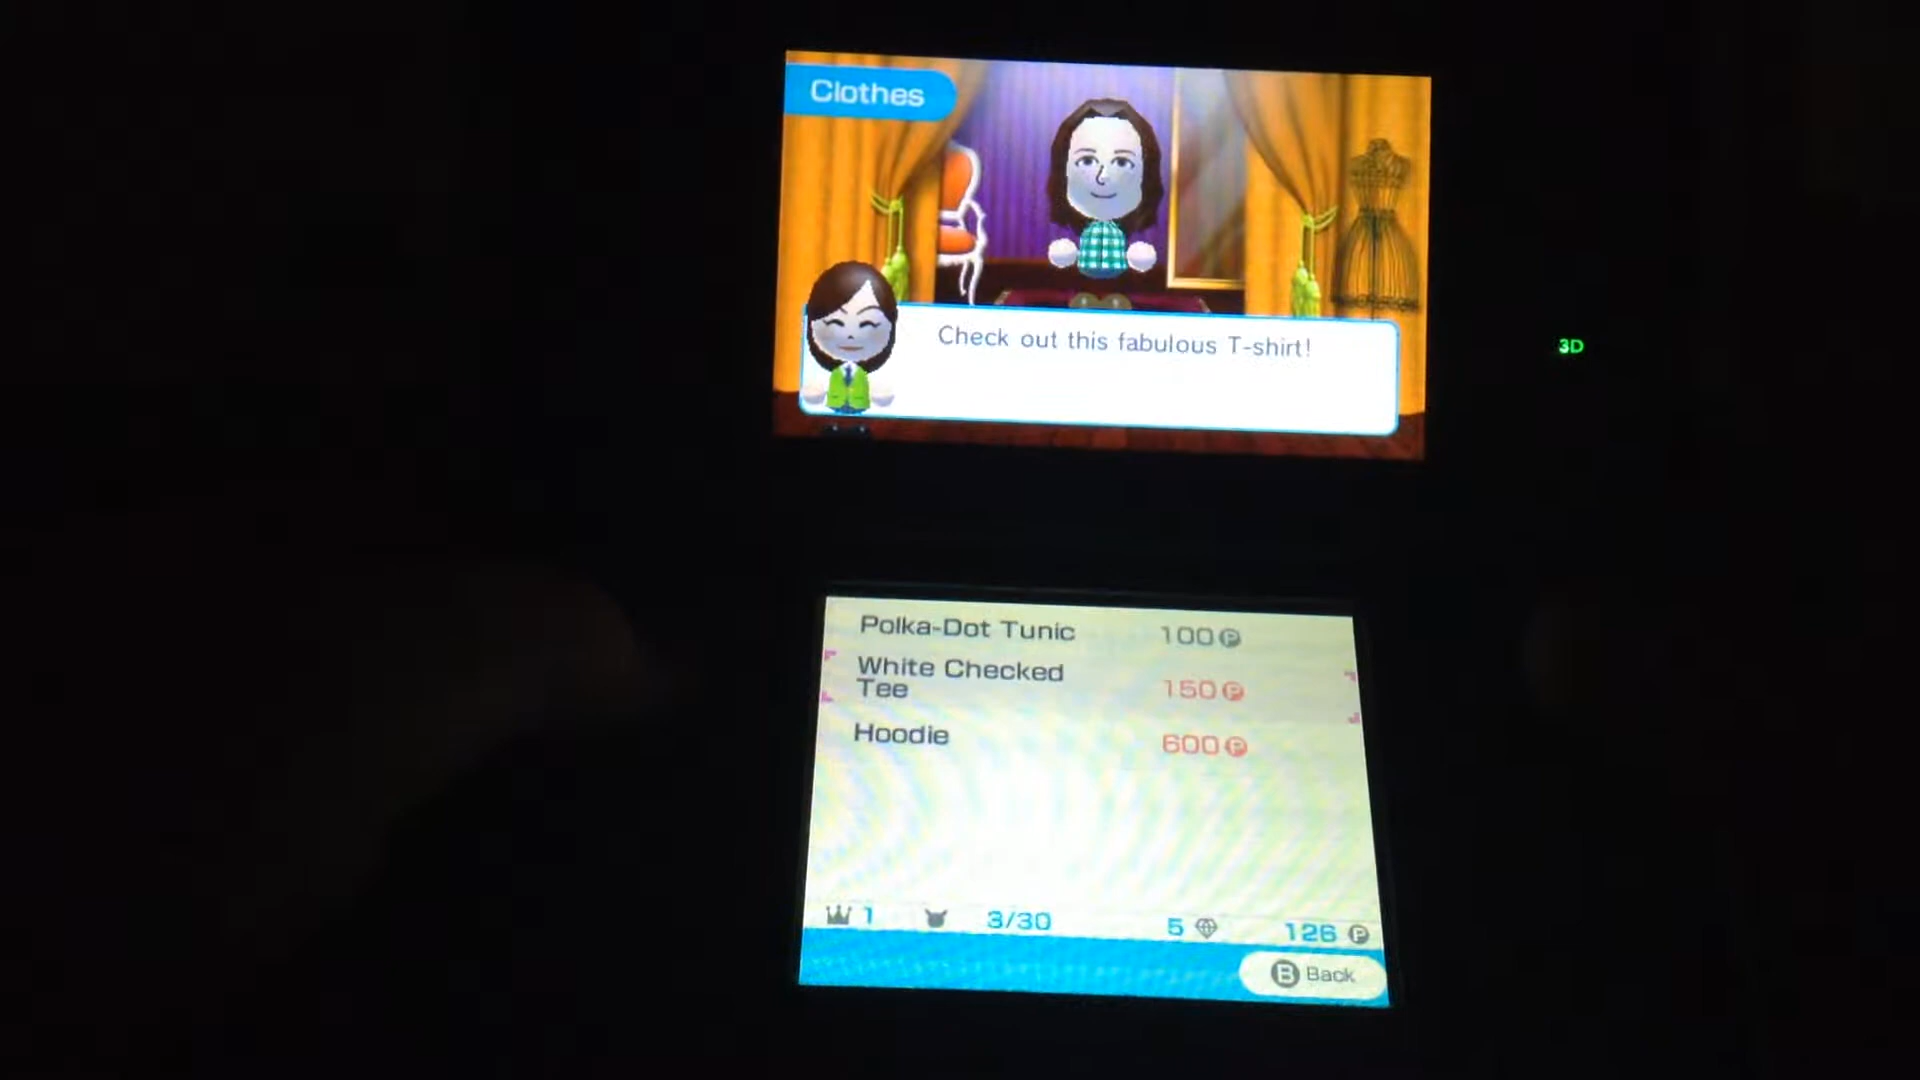 Clothes
Check out this fabulous T-shirt!
3D
Polka-Dot Tunic 100 P
White Checked
Tee 150 P
Hoodie 600 P
1 3/30 5 126 P
B Back